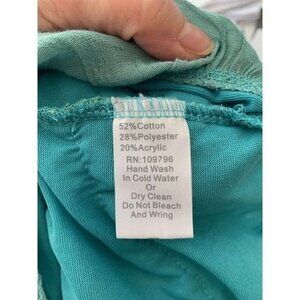 52%Cotton
28%Polyester
20%Acrylic
RN:109796
Hand Wash
In Cold Water
Or
Dry Clean
Do Not Bleach
And Wring